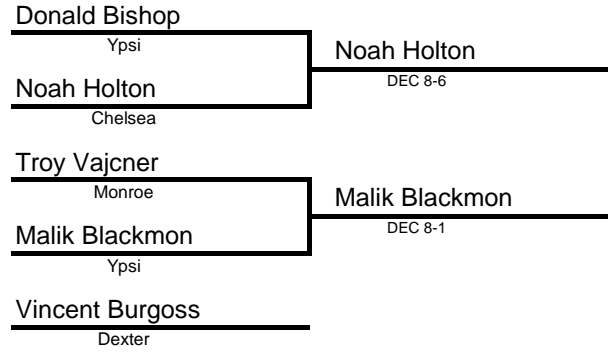 Donald Bishop
Ypsi
Noah Holton
DEC 8-6
Noah Holton
Chelsea
Troy Vajcner
Monroe
Malik Blackmon
DEC 8-1
Malik Blackmon
Ypsi
Vincent Burgoss
Dexter